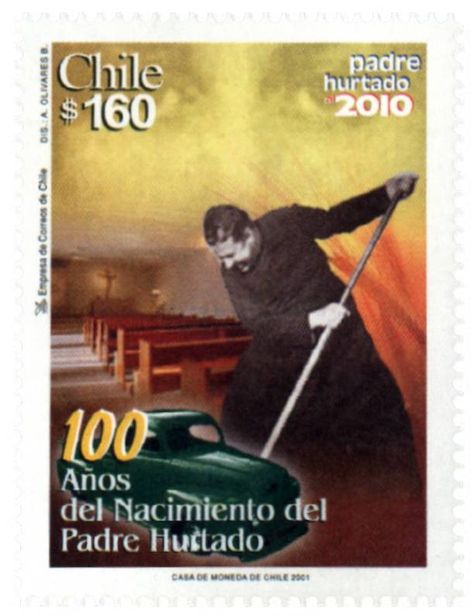 Chile
$160
padre
hurtado
2010
DIS.: A. OLIVARES B.
Empresa de Correos de Chile
100
Años
del Nacimiento del
Padre Hurtado
CASA DE MONEDA DE CHILE 2001